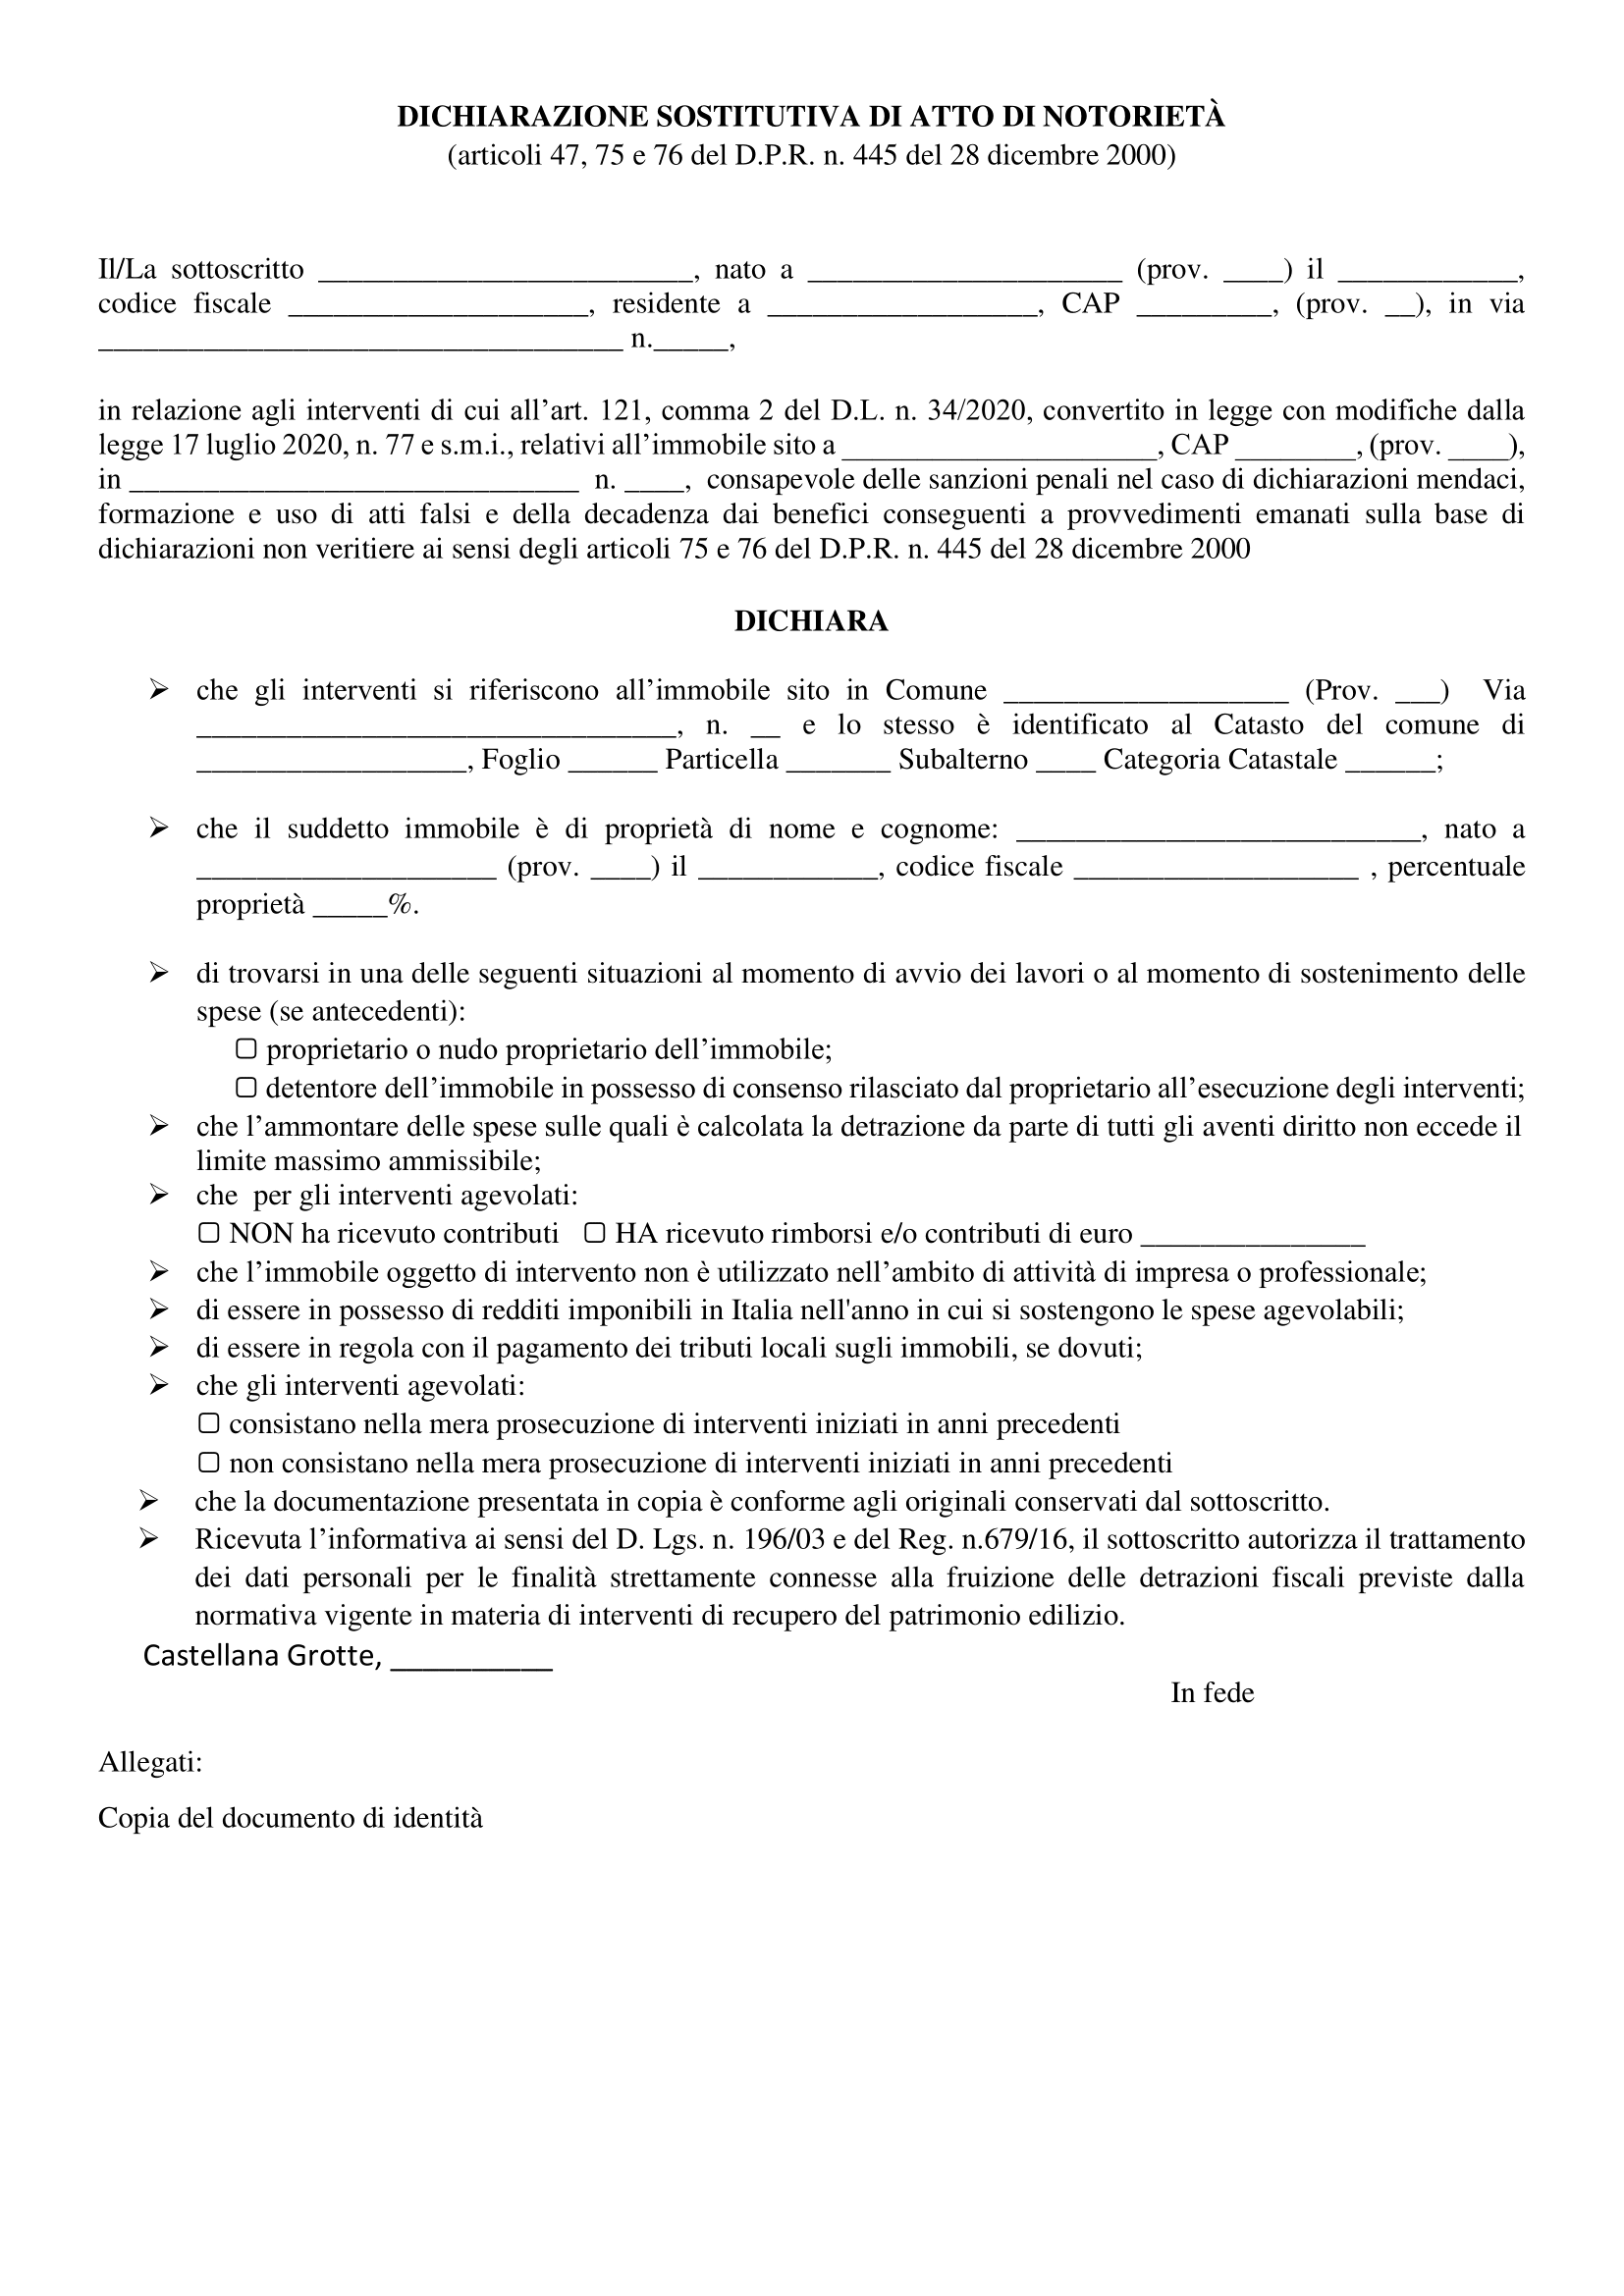 DICHIARAZIONE SOSTITUTIVA DI ATTO DI NOTORIETÀ
(articoli 47, 75 e 76 del D.P.R. n. 445 del 28 dicembre 2000)
Il/La sottoscritto _________________________, nato a _____________________ (prov. ____) il ____________,
codice fiscale ____________________, residente a __________________, CAP _________, (prov. __), in via
___________________________________ n._____,
in relazione agli interventi di cui all’art. 121, comma 2 del D.L. n. 34/2020, convertito in legge con modifiche dalla
legge 17 luglio 2020, n. 77 e s.m.i., relativi all’immobile sito a _____________________, CAP ________, (prov. ____),
in ______________________________ n. ____, consapevole delle sanzioni penali nel caso di dichiarazioni mendaci,
formazione e uso di atti falsi e della decadenza dai benefici conseguenti a provvedimenti emanati sulla base di
dichiarazioni non veritiere ai sensi degli articoli 75 e 76 del D.P.R. n. 445 del 28 dicembre 2000
DICHIARA
➢ che gli interventi si riferiscono all’immobile sito in Comune ___________________ (Prov. ___) Via
________________________________, n. __ e lo stesso è identificato al Catasto del comune di
__________________, Foglio ______ Particella _______ Subalterno ____ Categoria Catastale ______;
➢ che il suddetto immobile è di proprietà di nome e cognome: ___________________________, nato a
____________________ (prov. ____) il ____________, codice fiscale ___________________ , percentuale
proprietà _____%.
➢ di trovarsi in una delle seguenti situazioni al momento di avvio dei lavori o al momento di sostenimento delle
spese (se antecedenti):
▢ proprietario o nudo proprietario dell’immobile;
▢ detentore dell’immobile in possesso di consenso rilasciato dal proprietario all’esecuzione degli interventi;
➢ che l’ammontare delle spese sulle quali è calcolata la detrazione da parte di tutti gli aventi diritto non eccede il
limite massimo ammissibile;
➢ che per gli interventi agevolati:
▢ NON ha ricevuto contributi ▢ HA ricevuto rimborsi e/o contributi di euro _______________
➢ che l’immobile oggetto di intervento non è utilizzato nell’ambito di attività di impresa o professionale;
➢ di essere in possesso di redditi imponibili in Italia nell'anno in cui si sostengono le spese agevolabili;
➢ di essere in regola con il pagamento dei tributi locali sugli immobili, se dovuti;
➢ che gli interventi agevolati:
▢ consistano nella mera prosecuzione di interventi iniziati in anni precedenti
▢ non consistano nella mera prosecuzione di interventi iniziati in anni precedenti
➢ che la documentazione presentata in copia è conforme agli originali conservati dal sottoscritto.
➢ Ricevuta l’informativa ai sensi del D. Lgs. n. 196/03 e del Reg. n.679/16, il sottoscritto autorizza il trattamento
dei dati personali per le finalità strettamente connesse alla fruizione delle detrazioni fiscali previste dalla
normativa vigente in materia di interventi di recupero del patrimonio edilizio.
Castellana Grotte, __________
In fede
Allegati:
Copia del documento di identità